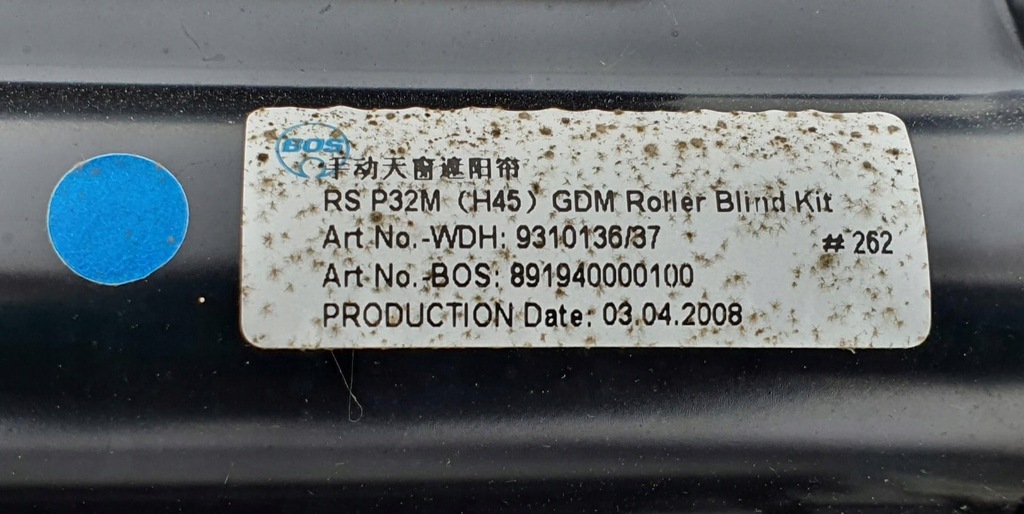 BOS
手动天窗遮阳帘
RS P32M（H45）GDM Roller Blind Kit
Art No.-WDH: 9310136/37
# 262
Art No.-BOS: 891940000100
PRODUCTION Date: 03.04.2008